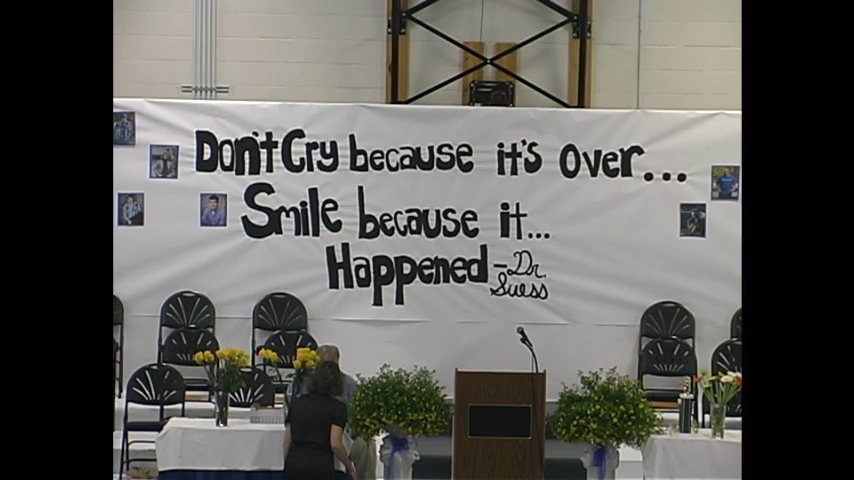 Don't Cry because it's over...
Smile because it...
Happened - Dr.
Suess